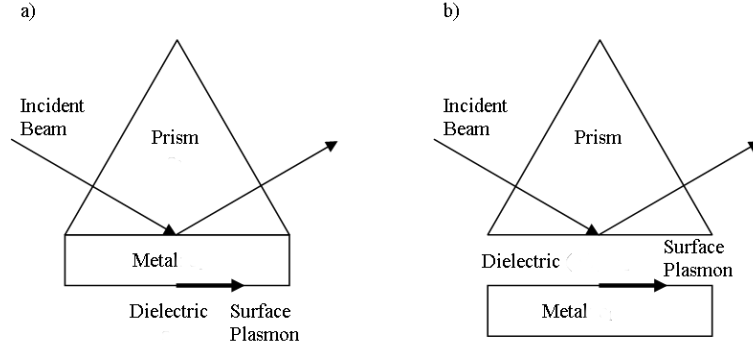 a)
Incident
Beam
Prism
Metal
Dielectric
Surface
Plasmon
b)
Incident
Beam
Prism
Dielectric
Surface
Plasmon
Metal